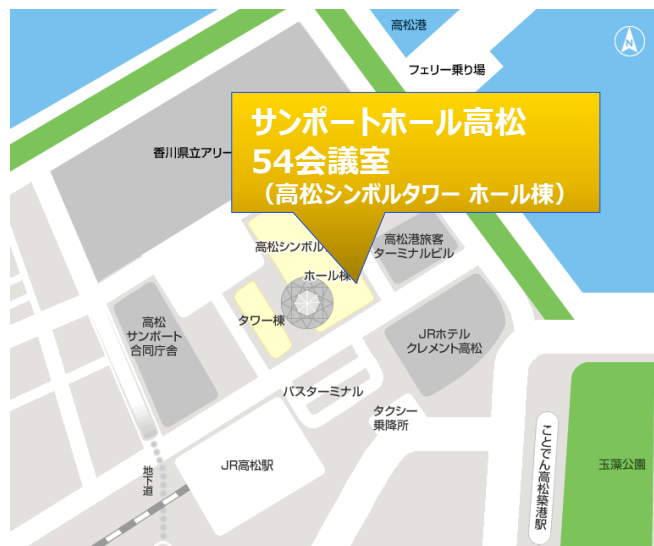 高松港
フェリー乗り場
サンポートホール高松
54会議室
（高松シンボルタワー ホール棟）
香川県立アリー
高松シンボル
ホール棟
高松港旅客
ターミナルビル
タワー棟
高松
サンポート
合同庁舎
JRホテル
クレメント高松
バスターミナル
タクシー
乗降所
ことでん高松築港駅
玉藻公園
JR高松駅
地下道
N